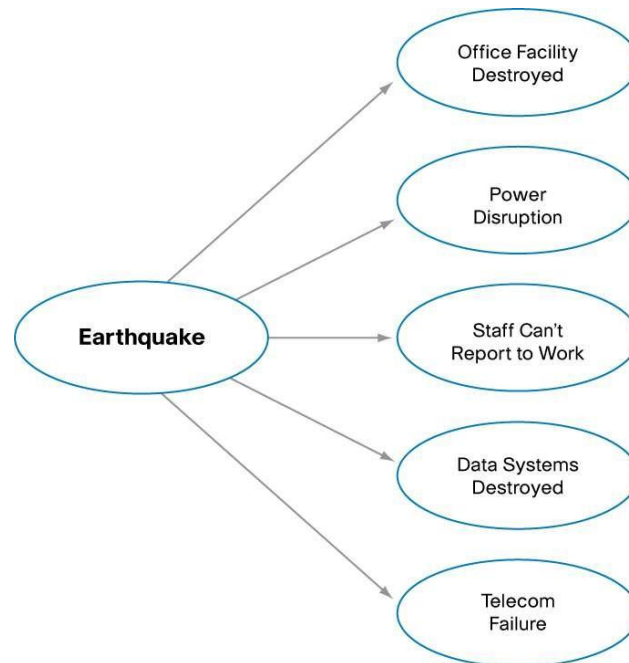 Office Facility
Destroyed
Power
Disruption
Earthquake
Staff Can't
Report to Work
Data Systems
Destroyed
Telecom
Failure